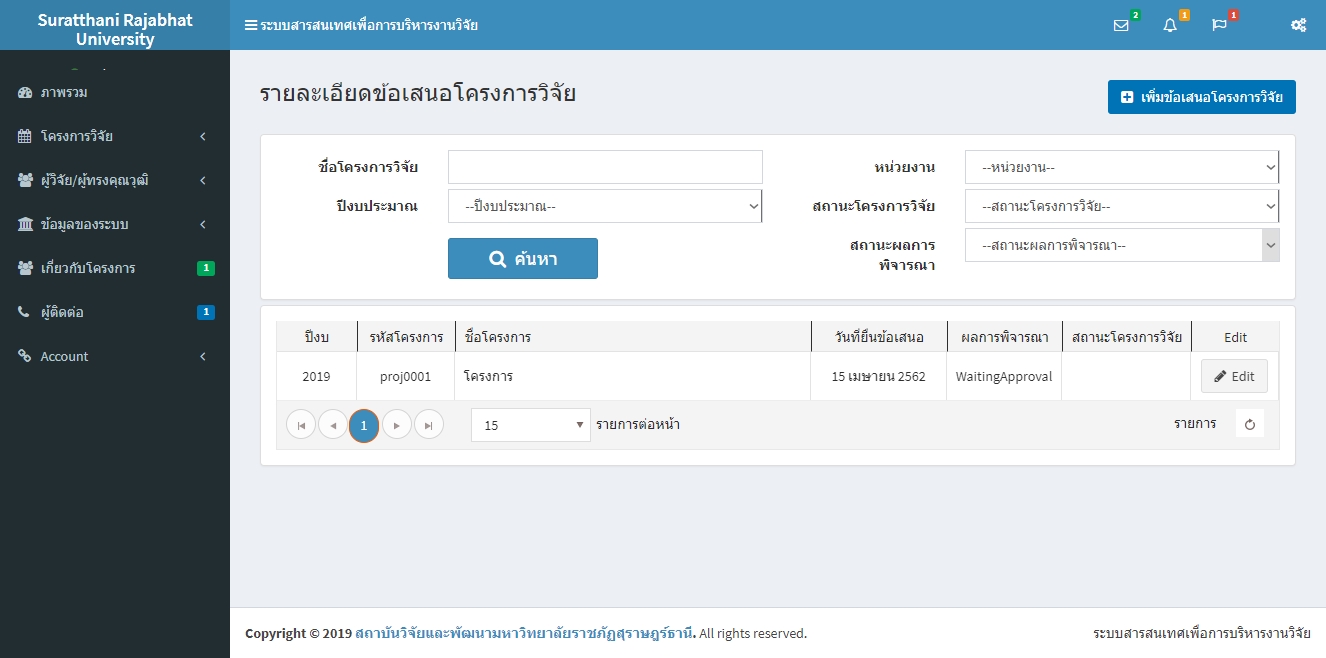 Suratthani Rajabhat
University
ระบบสารสนเทศเพื่อการบริหารงานวิจัย
2
1
1
ภาพรวม
โครงการวิจัย
ผู้วิจัย/ผู้ทรงคุณวุฒิ
ข้อมูลของระบบ
เกี่ยวกับโครงการ 1
ผู้ติดต่อ 1
Account
รายละเอียดข้อเสนอโครงการวิจัย
เพิ่มข้อเสนอโครงการวิจัย
ชื่อโครงการวิจัย
หน่วยงาน --หน่วยงาน--
ปีงบประมาณ --ปีงบประมาณ--
สถานะโครงการวิจัย --สถานะโครงการวิจัย--
ค้นหา
สถานะผลการ
พิจารณา
--สถานะผลการพิจารณา--
ปีงบ รหัสโครงการ ชื่อโครงการ วันที่ยื่นข้อเสนอ ผลการพิจารณา สถานะโครงการวิจัย Edit
2019 proj0001 โครงการ 15 เมษายน 2562 WaitingApproval Edit
1 15 รายการต่อหน้า รายการ
Copyright © 2019 สถาบันวิจัยและพัฒนามหาวิทยาลัยราชภัฏสุราษฎร์ธานี. All rights reserved. ระบบสารสนเทศเพื่อการบริหารงานวิจัย